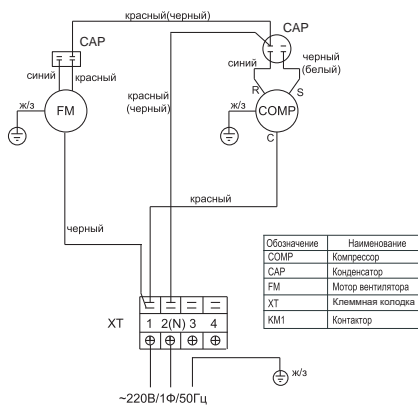 красный(черный)
CAP
CAP
синий
красный
синий
черный
(белый)
красный
(черный)
R
S
ж/з
FM
ж/з
COMP
C
красный
черный
Обозначение Наименование
COMP Компрессор
CAP Конденсатор
FM Мотор вентилятора
XT Клеммная колодка
KM1 Контактор
XT
1 2(N) 3 4
ж/з
~220В/1Ф/50Гц